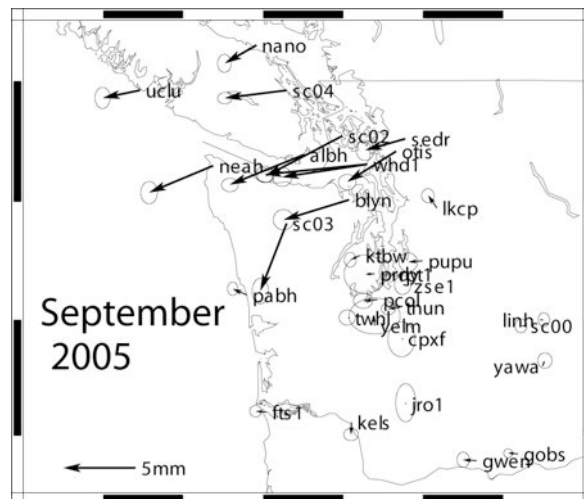 nano
uclu
sc04
sc02
sedr
albh
otis
neah
whd1
lkcp
blyn
sc03
ktbw
pupu
prdy
zse1
pabh
pcol
thun
linh
sc00
September
2005
twhl
yelm
cpxf
yawa
jro1
fts1
kels
gwen
gobs
5mm